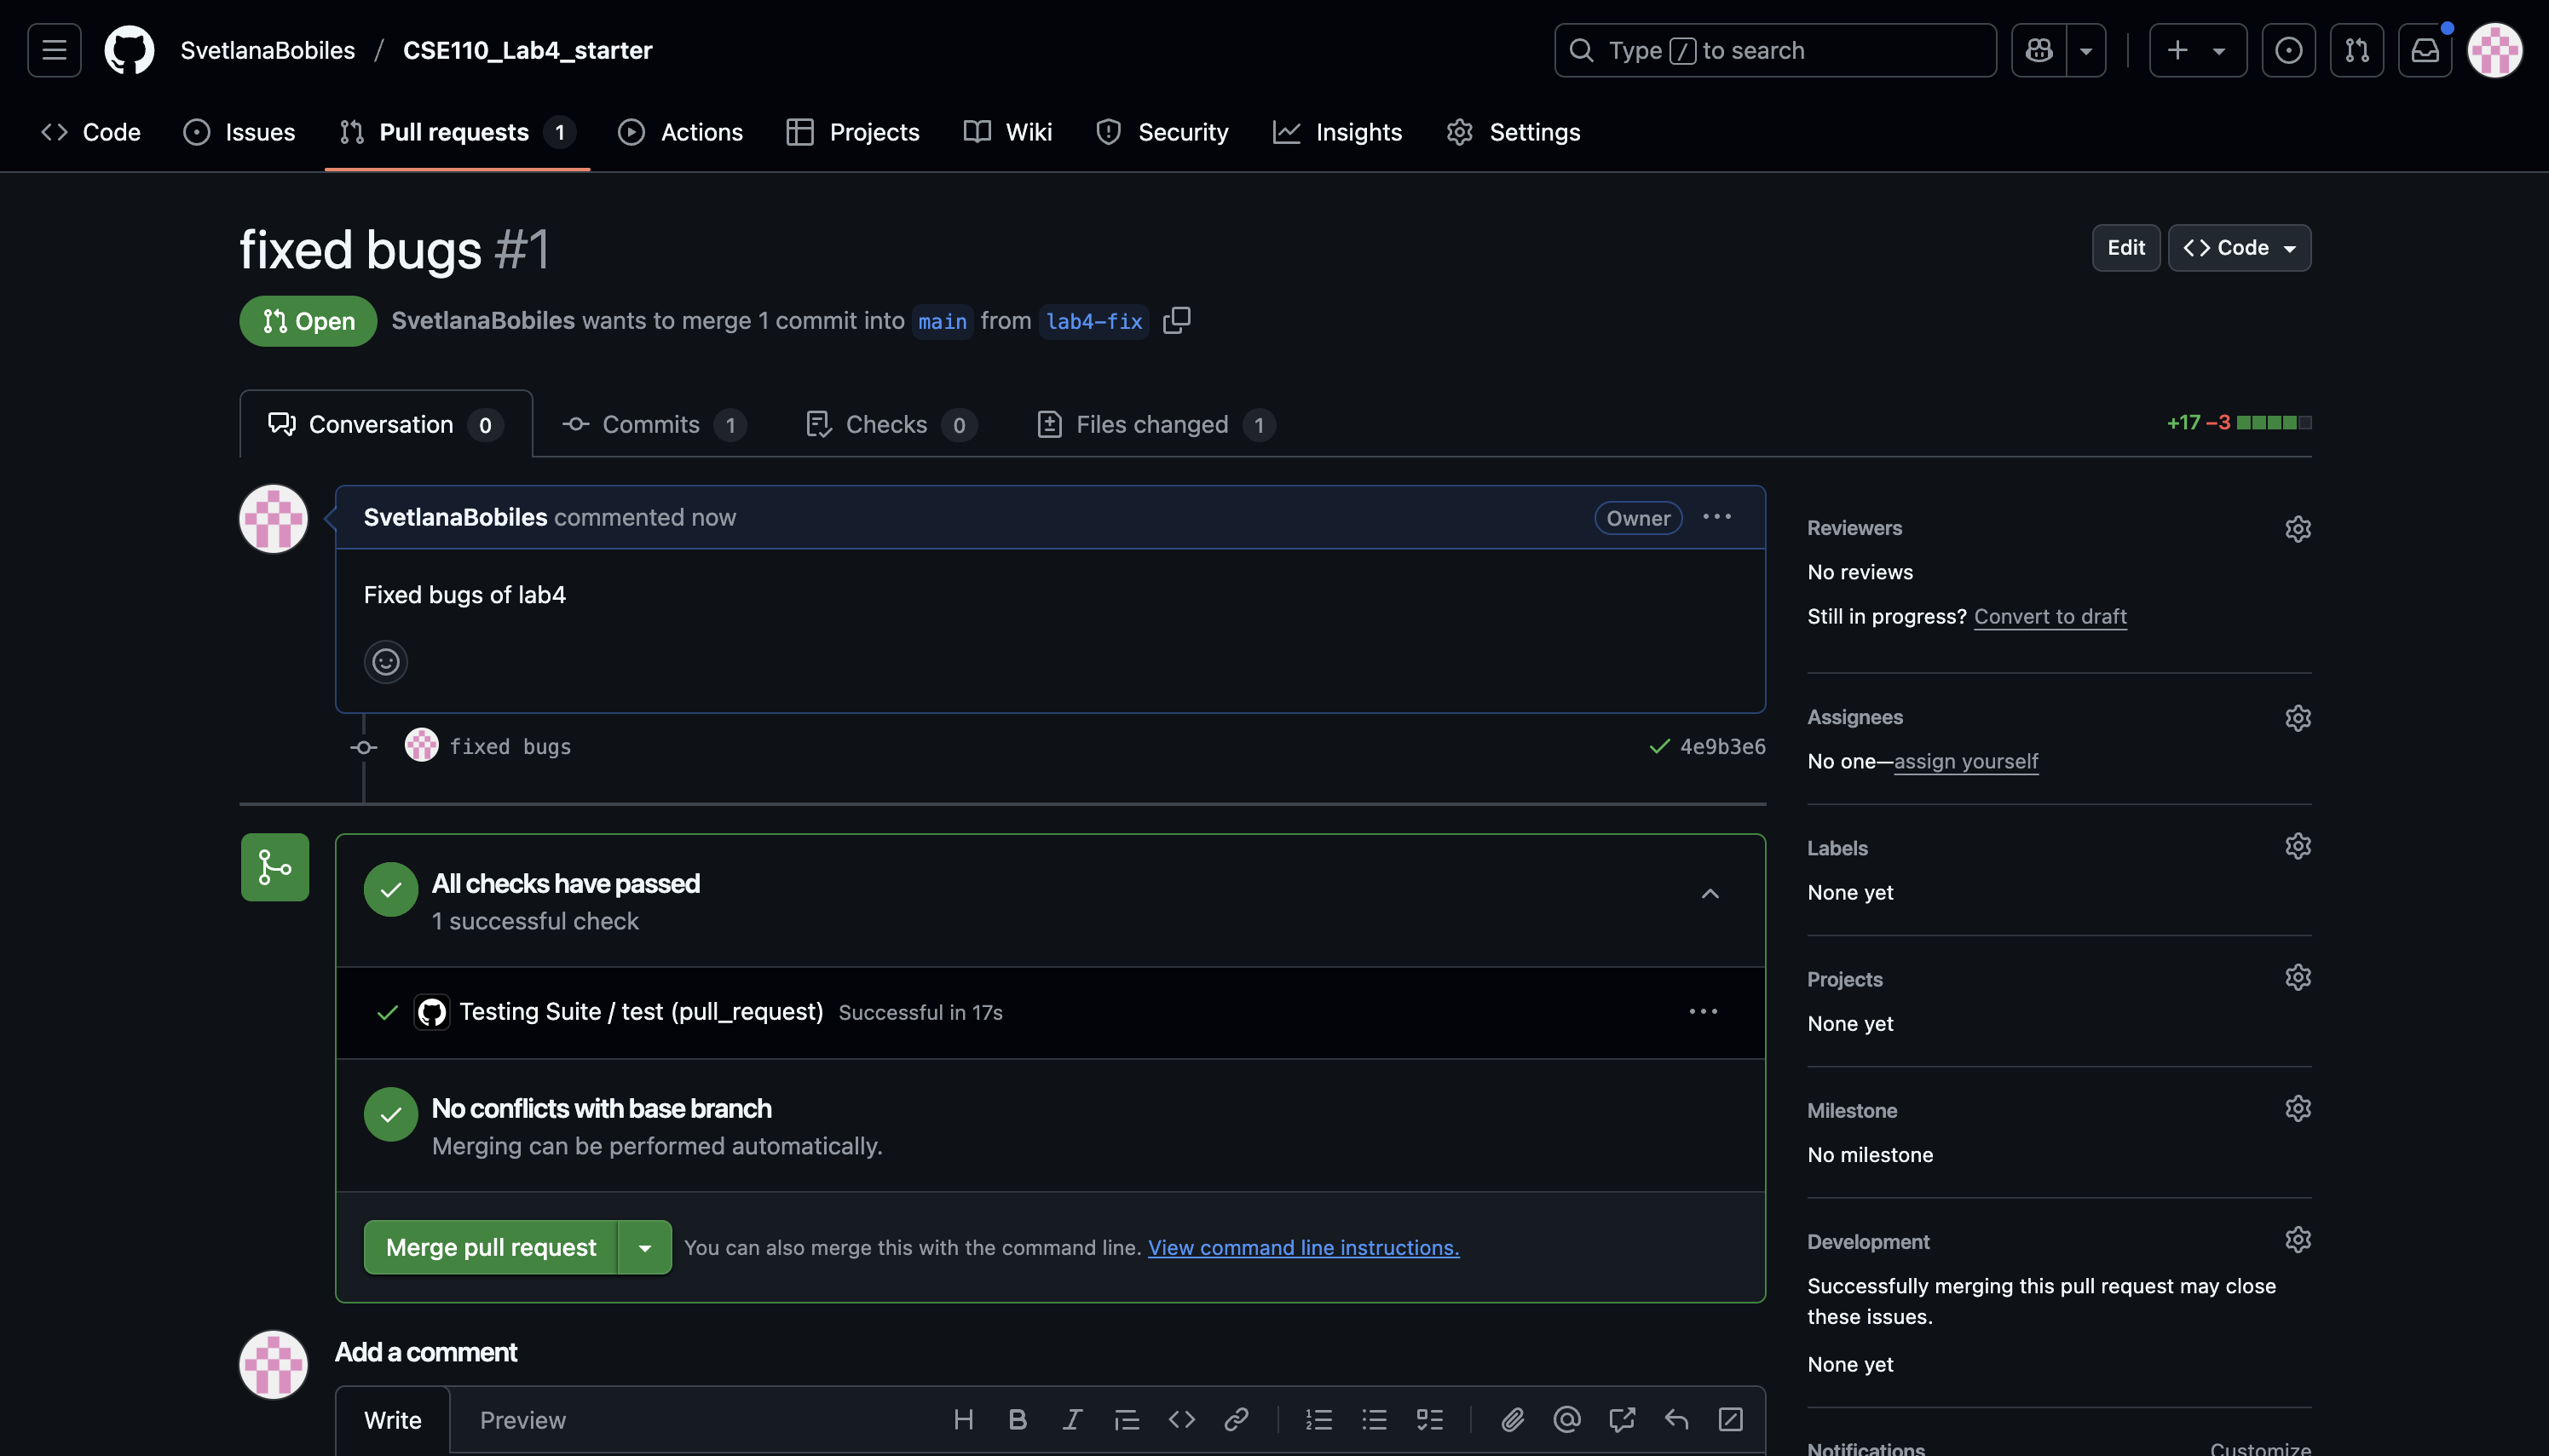 SvetlanaBobiles / CSE110_Lab4_starter
Type / to search
Code
Issues
Pull requests 1
Actions
Projects
Wiki
Security
Insights
Settings
fixed bugs #1
Edit
Code
Open
SvetlanaBobiles wants to merge 1 commit into main from lab4-fix
Conversation 0
Commits 1
Checks 0
Files changed 1
+17 −3
SvetlanaBobiles commented now
Owner
Fixed bugs of lab4
fixed bugs
4e9b3e6
All checks have passed
1 successful check
Testing Suite / test (pull_request) Successful in 17s
No conflicts with base branch
Merging can be performed automatically.
Merge pull request
You can also merge this with the command line. View command line instructions.
Add a comment
Write
Preview
Reviewers
No reviews
Still in progress? Convert to draft
Assignees
No one—assign yourself
Labels
None yet
Projects
None yet
Milestone
No milestone
Development
Successfully merging this pull request may close
these issues.
None yet
Notifications
Customize